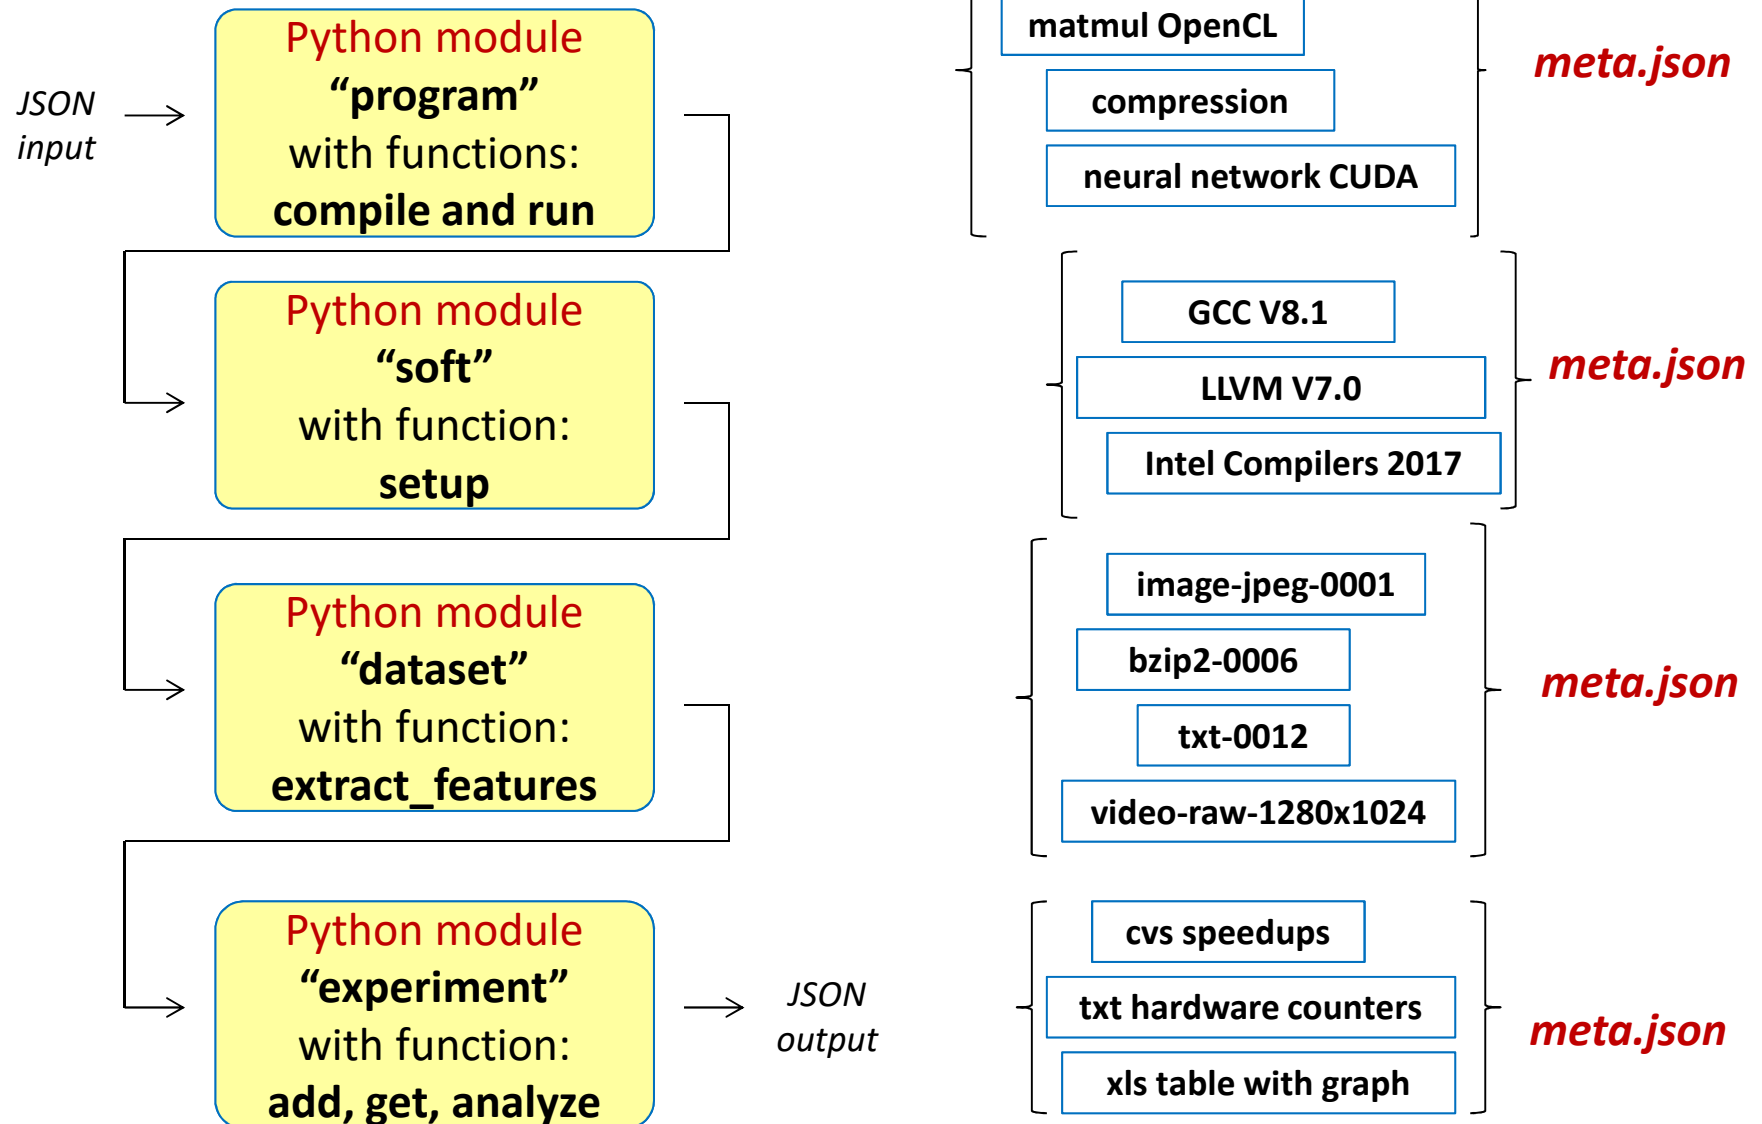 JSON
input
Python module
“program”
with functions:
compile and run
matmul OpenCL
compression
neural network CUDA
meta.json
Python module
“soft”
with function:
setup
GCC V8.1
LLVM V7.0
Intel Compilers 2017
meta.json
Python module
“dataset”
with function:
extract_features
image-jpeg-0001
bzip2-0006
txt-0012
video-raw-1280x1024
meta.json
Python module
“experiment”
with function:
add, get, analyze
JSON
output
cvs speedups
txt hardware counters
xls table with graph
meta.json